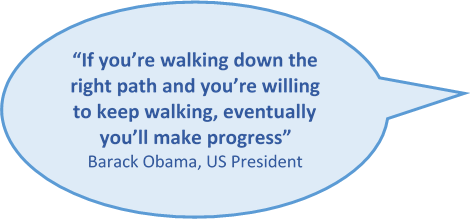 “If you’re walking down the
right path and you’re willing
to keep walking, eventually
you’ll make progress”
Barack Obama, US President